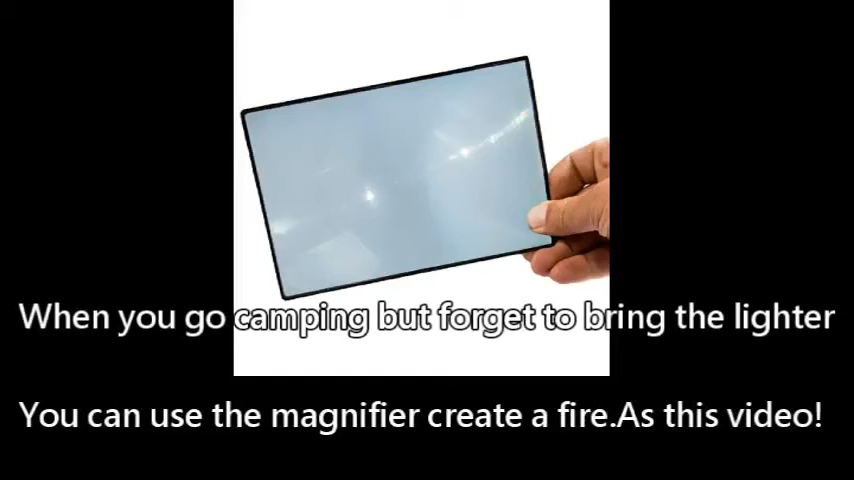 When you go camping but forget to bring the lighter
You can use the magnifier create a fire.As this video!